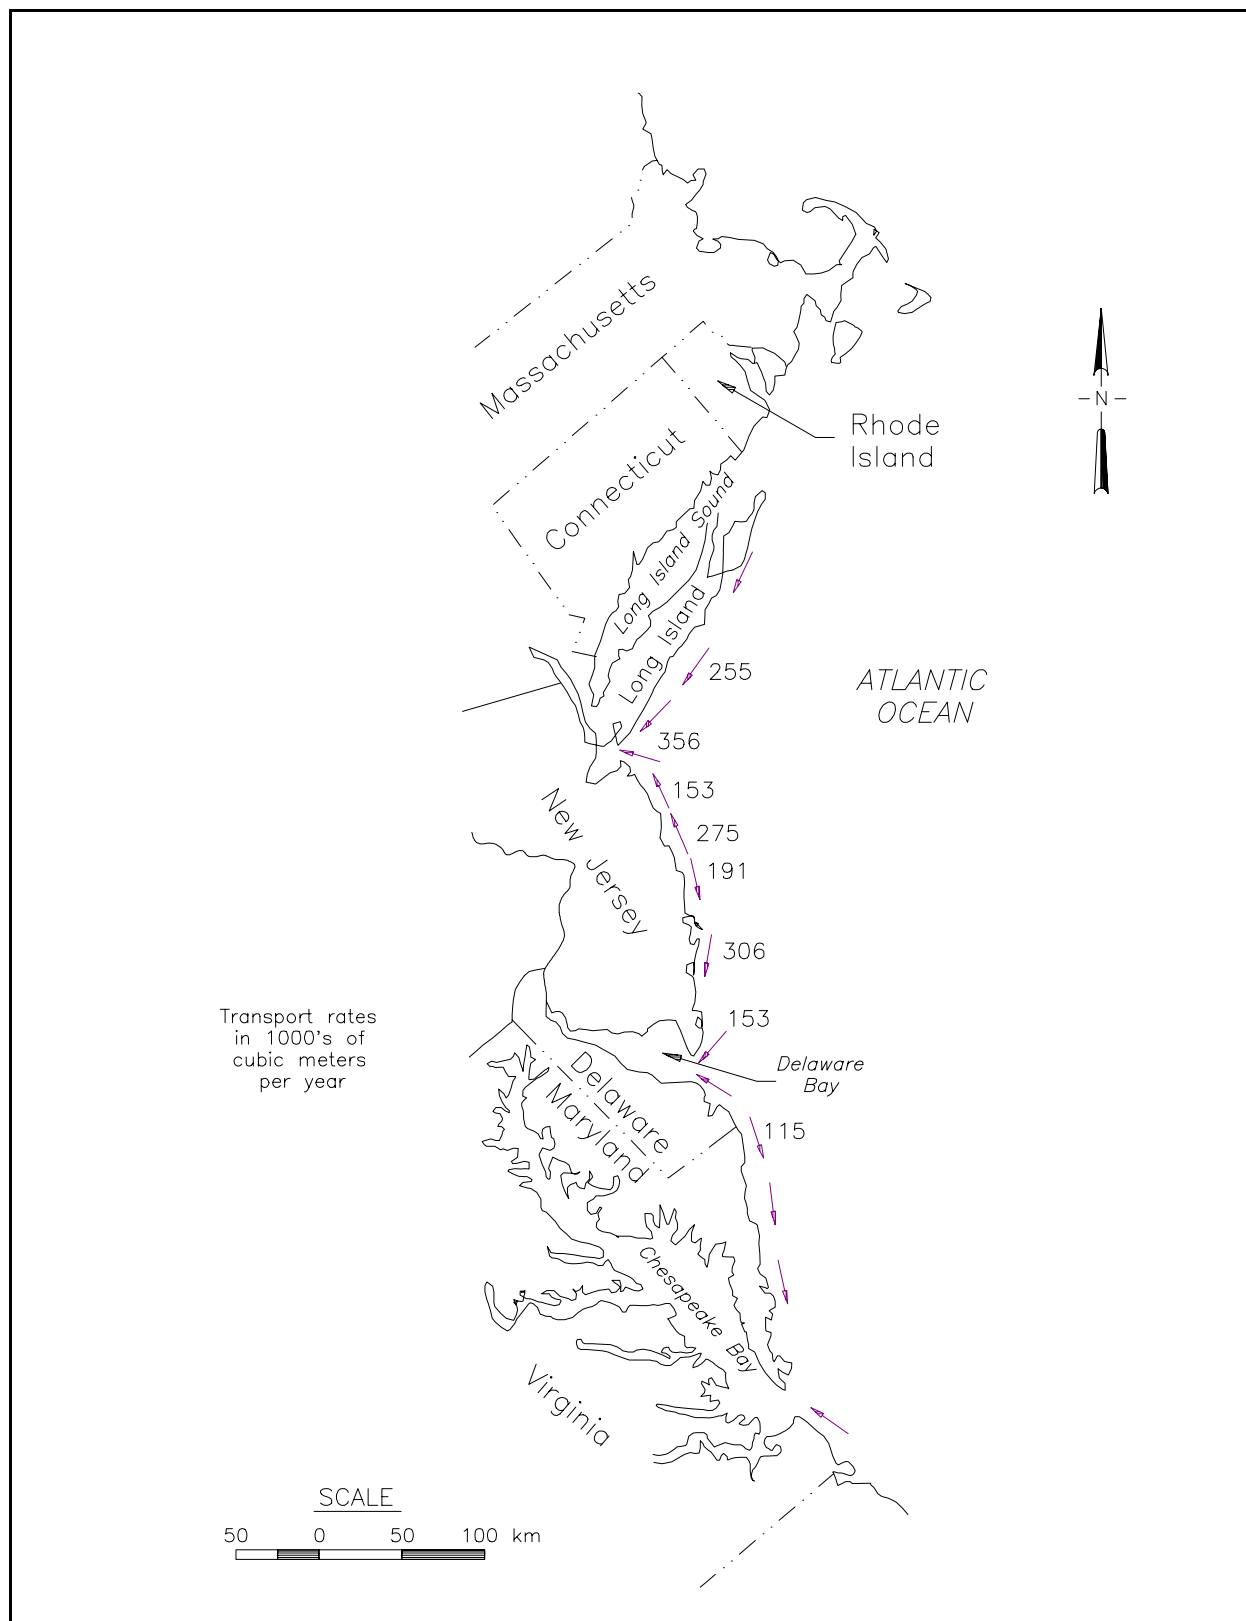 Massachusetts
Rhode
Island
-N-
Connecticut
Long Island Sound
Long Island
255
ATLANTIC
OCEAN
356
153
275
191
New Jersey
306
153
Transport rates
in 1000's of
cubic meters
per year
Delaware
Bay
Delaware
Maryland
115
Chesapeake Bay
Virginia
SCALE
50 0 50 100 km